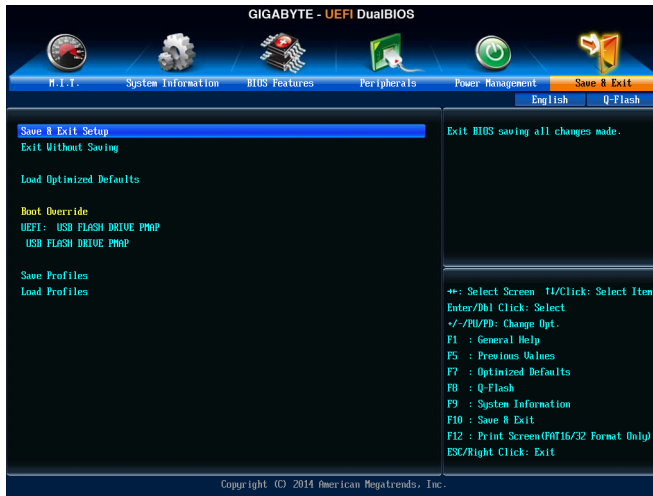 GIGABYTE - UEFI DualBIOS
M.I.T. System Information BIOS Features Peripherals Power Management Save & Exit
English Q-Flash
Save & Exit Setup
Exit Without Saving
Load Optimized Defaults
Boot Override
UEFI: USB FLASH DRIVE PMAP
USB FLASH DRIVE PMAP
Save Profiles
Load Profiles
Exit BIOS saving all changes made.
→←: Select Screen ↑↓/Click: Select Item
Enter/Dbl Click: Select
+/-/PU/PD: Change Opt.
F1 : General Help
F5 : Previous Values
F7 : Optimized Defaults
F8 : Q-Flash
F9 : System Information
F10 : Save & Exit
F12 : Print Screen(FAT16/32 Format Only)
ESC/Right Click: Exit
Copyright (C) 2014 American Megatrends, Inc.